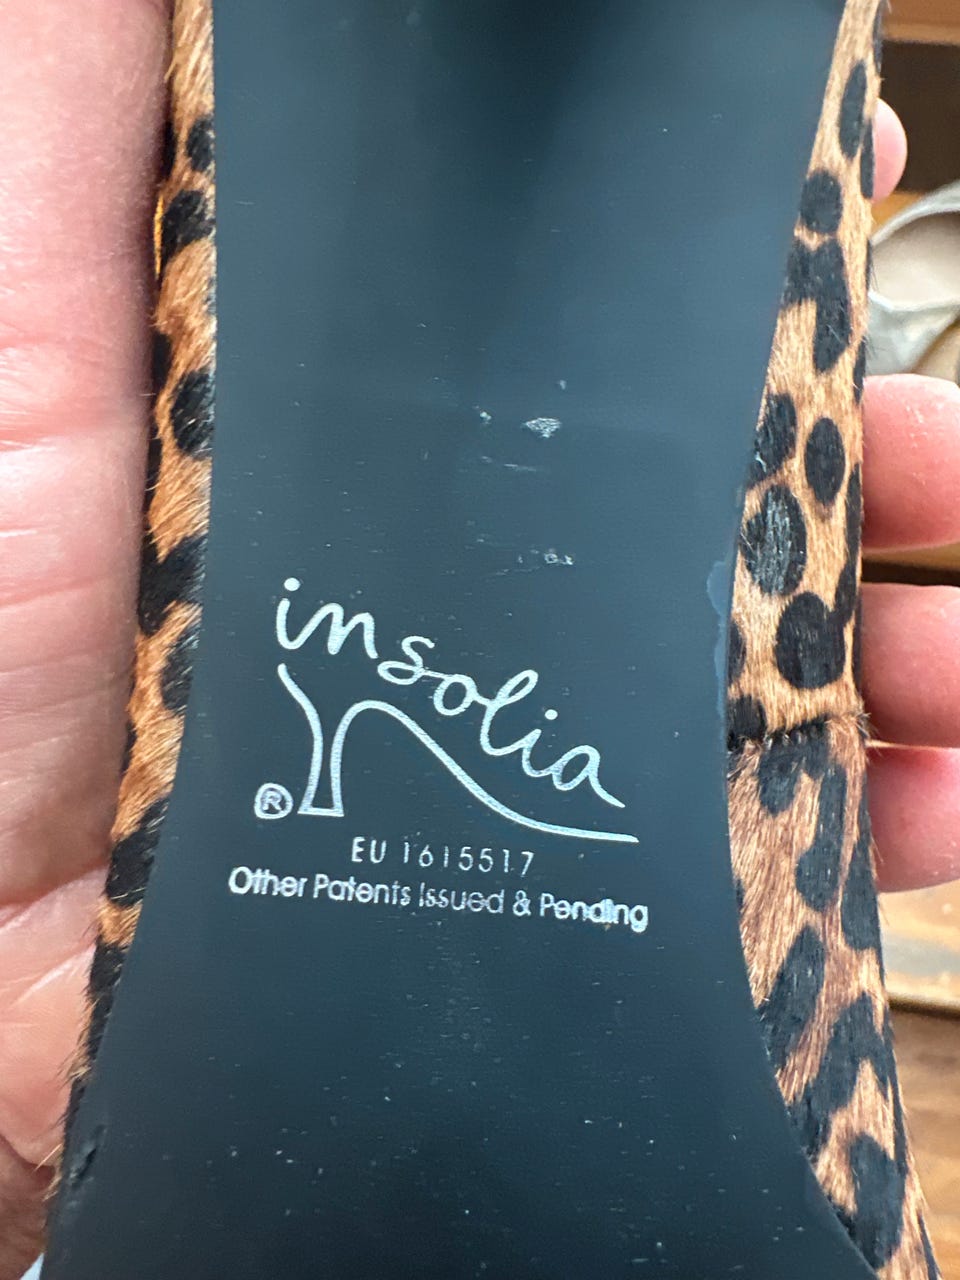 insolia
®
EU 1615517
Other Patents Issued & Pending